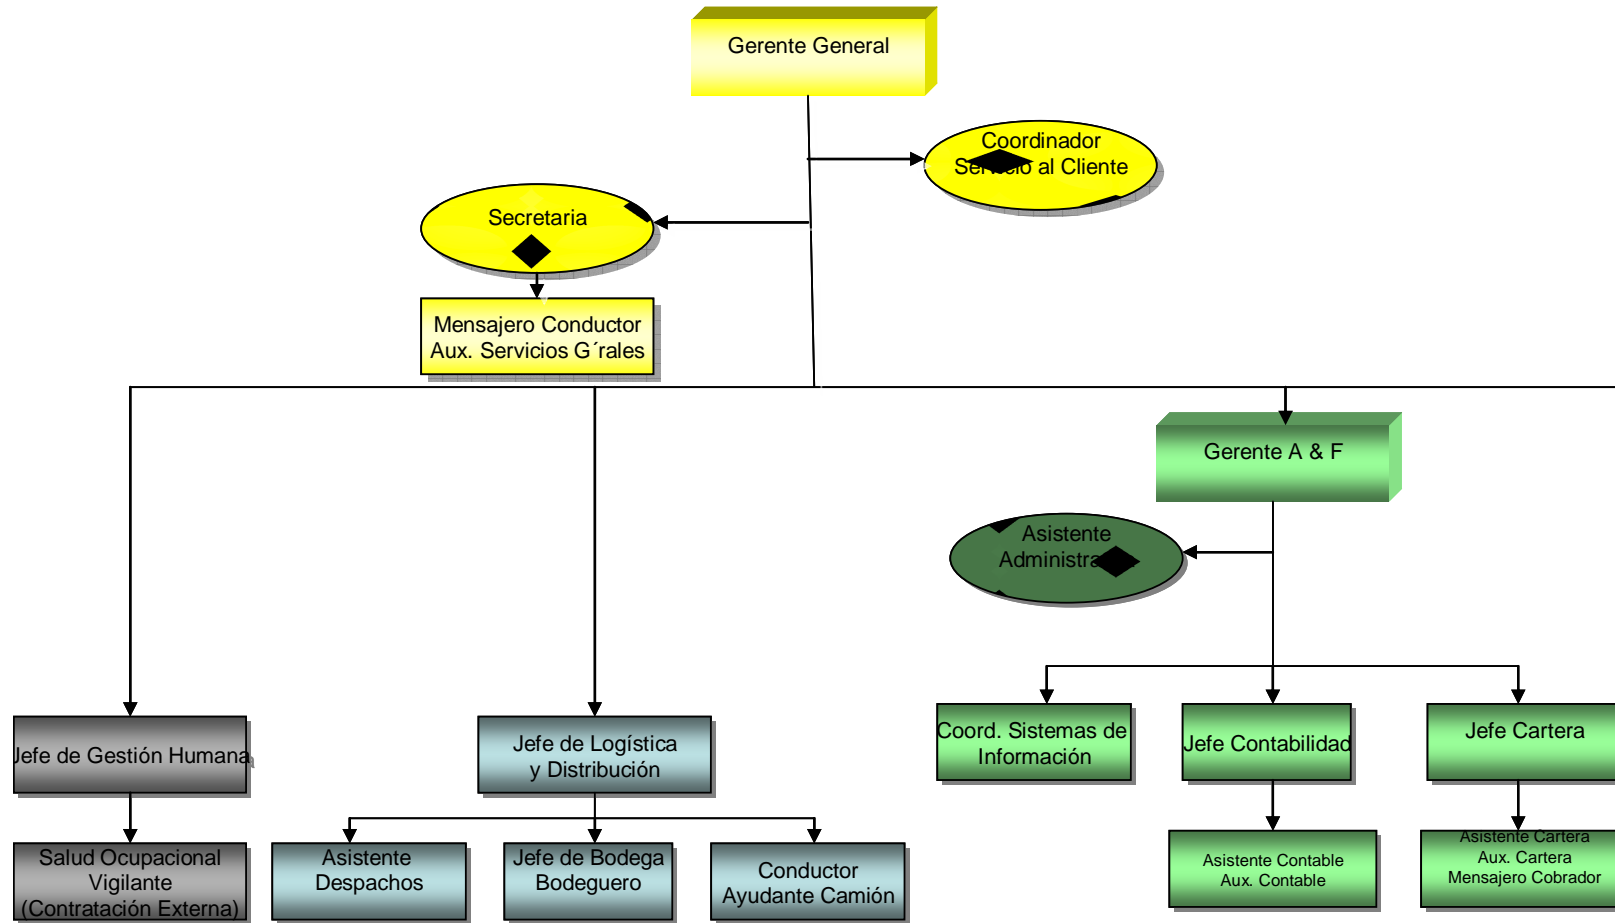 Gerente General
Coordinador
Servicio al Cliente
Secretaria
Mensajero Conductor
Aux. Servicios G´rales
Gerente A & F
Asistente
Jefe de Gestión Humana
Jefe de Logística
y Distribución
Coord. Sistemas de
Información
Jefe Contabilidad
Jefe Cartera
Salud Ocupacional
Vigilante
(Contratación Externa)
Asistente
Despachos
Jefe de Bodega
Bodeguero
Conductor
Ayudante Camión
Asistente Contable
Aux. Contable
Asistente Cartera
Aux. Cartera
Mensajero Cobrador